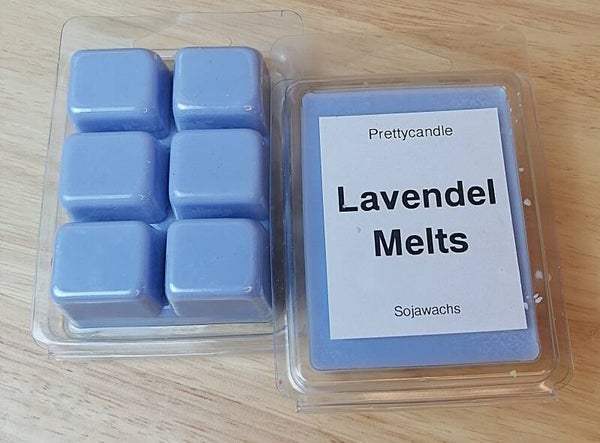 Prettycandle
Lavendel
Melts
Sojawachs